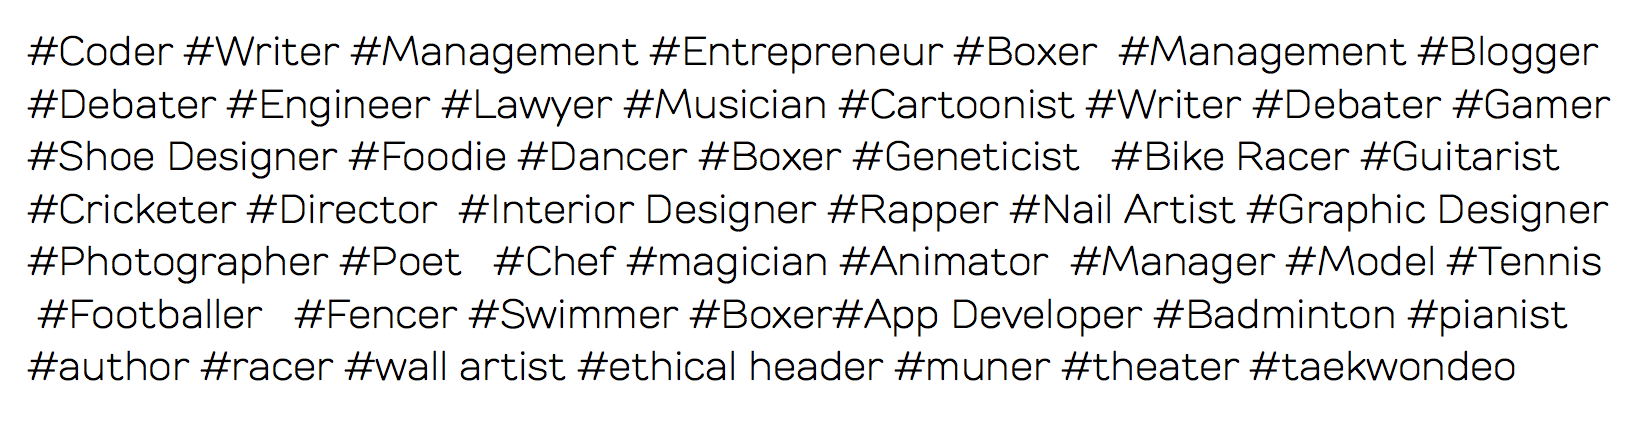 #Coder #Writer #Management #Entrepreneur #Boxer #Management #Blogger
#Debater #Engineer #Lawyer #Musician #Cartoonist #Writer #Debater #Gamer
#Shoe Designer #Foodie #Dancer #Boxer #Geneticist #Bike Racer #Guitarist
#Cricketer #Director #Interior Designer #Rapper #Nail Artist #Graphic Designer
#Photographer #Poet #Chef #magician #Animator #Manager #Model #Tennis
#Footballer #Fencer #Swimmer #Boxer#App Developer #Badminton #pianist
#author #racer #wall artist #ethical header #muner #theater #taekwondeo